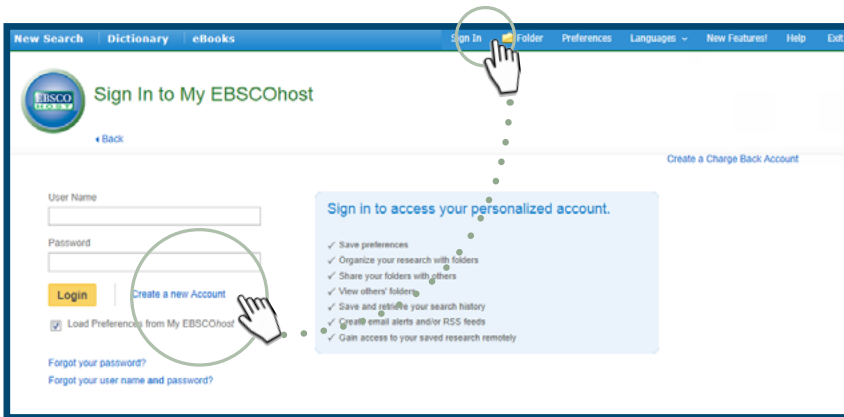 New Search Dictionary eBooks Sign In Folder Preferences Languages New Features! Help Exit
EBSCO
HOST
Sign In to My EBSCOhost
Back
Create a Charge Back Account
User Name
Sign in to access your personalized account.
Password
✓ Save preferences
✓ Organize your research with folders
✓ Share your folders with others
✓ View others' folders
✓ Save and retrieve your search history
✓ Create email alerts and/or RSS feeds
✓ Gain access to your saved research remotely
Login Create a new Account
Load Preferences from My EBSCOhost
Forgot your password?
Forgot your user name and password?